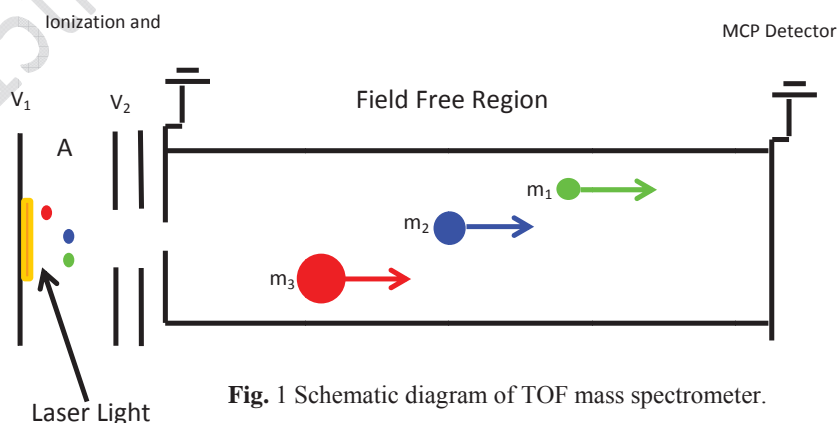 Ionization and
MCP Detector
V₁
V₂
Field Free Region
A
m₁
m₂
m₃
Fig. 1 Schematic diagram of TOF mass spectrometer.
Laser Light